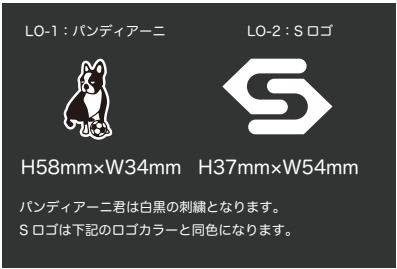 LO-1：パンディアーニ
LO-2：Sロゴ
H58mm×W34mm
H37mm×W54mm
パンディアーニ君は白黒の刺繍となります。
Sロゴは下記のロゴカラーと同色になります。